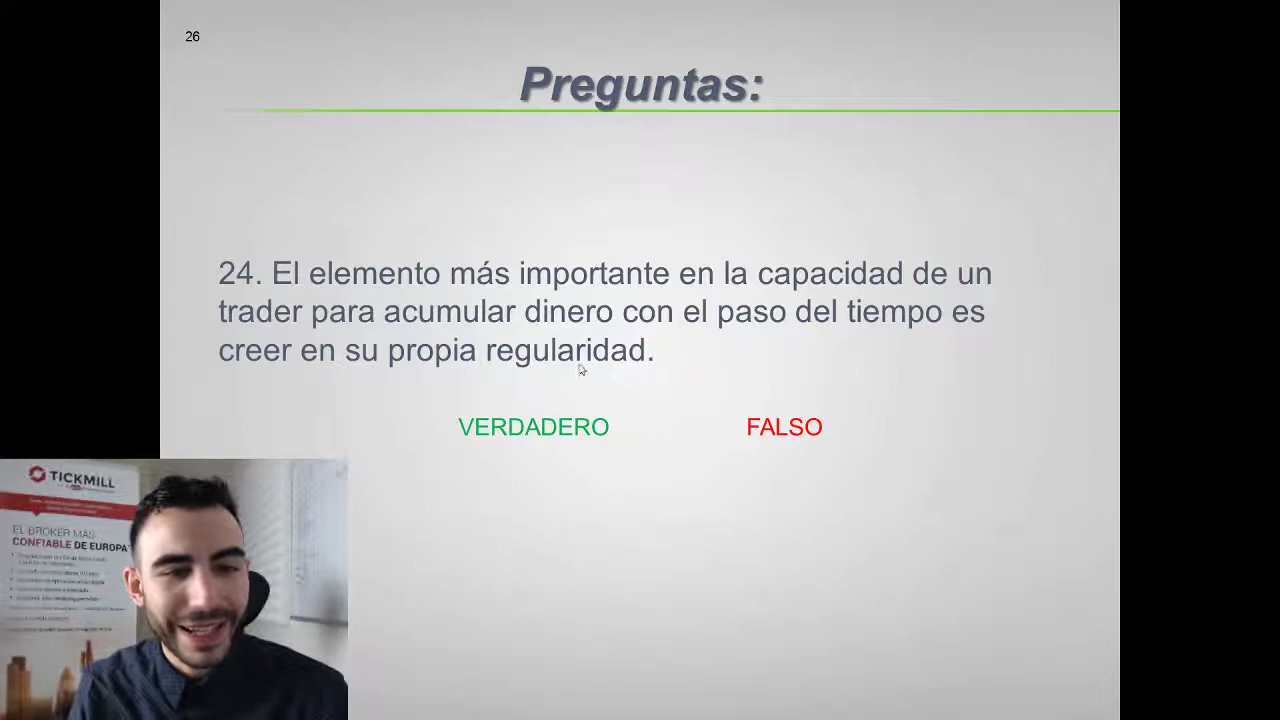 26
Preguntas:
24. El elemento más importante en la capacidad de un
trader para acumular dinero con el paso del tiempo es
creer en su propia regularidad.
VERDADERO FALSO
TICKMILL
EL BROKER MÁS
CONFIABLE DE EUROPA